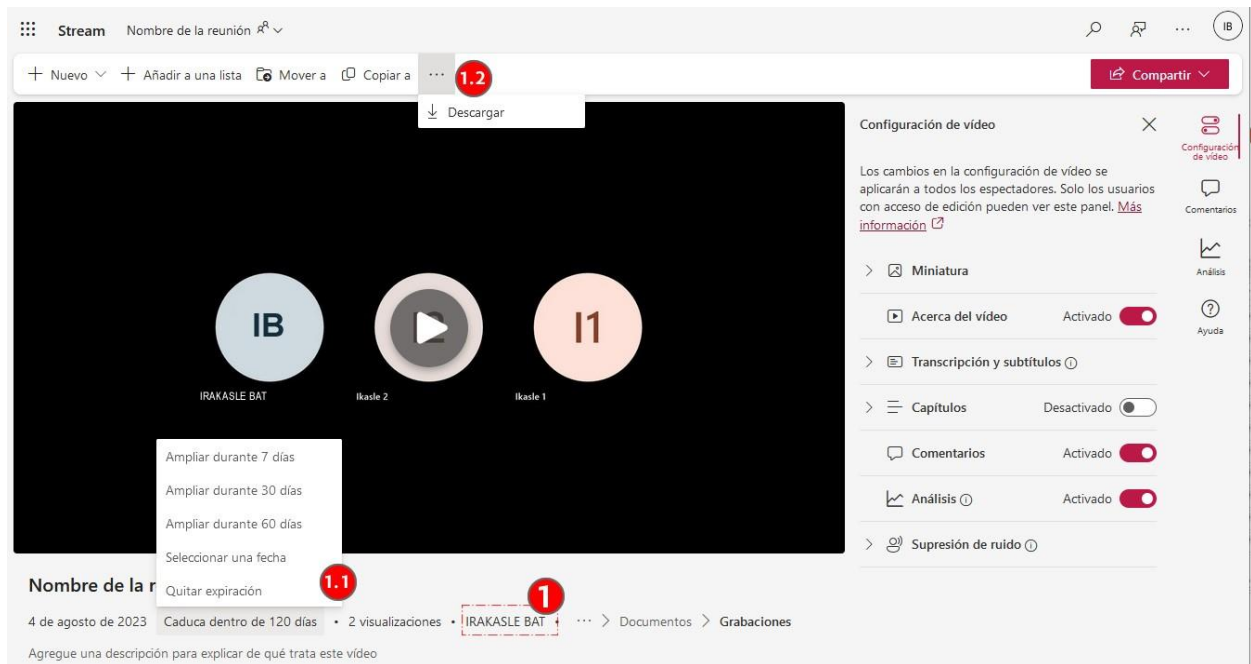 Stream Nombre de la reunión IB
Nuevo Añadir a una lista Mover a Copiar a ... 1.2 Compartir
Descargar
Configuración de vídeo
Los cambios en la configuración de vídeo se
aplicarán a todos los espectadores. Solo los usuarios
con acceso de edición pueden ver este panel. Más
información
Miniatura
Acerca del vídeo Activado
Transcripción y subtítulos
Capítulos Desactivado
Comentarios Activado
Análisis Activado
Supresión de ruido
Configuración
de vídeo
Comentarios
Análisis
Ayuda
IB I2 I1
IRAKASLE BAT Ikasle 2 Ikasle 1
Ampliar durante 7 días
Ampliar durante 30 días
Ampliar durante 60 días
Seleccionar una fecha
Quitar expiración 1.1
Nombre de la r
1
4 de agosto de 2023 Caduca dentro de 120 días • 2 visualizaciones • IRAKASLE BAT • ... > Documentos > Grabaciones
Agregue una descripción para explicar de qué trata este vídeo